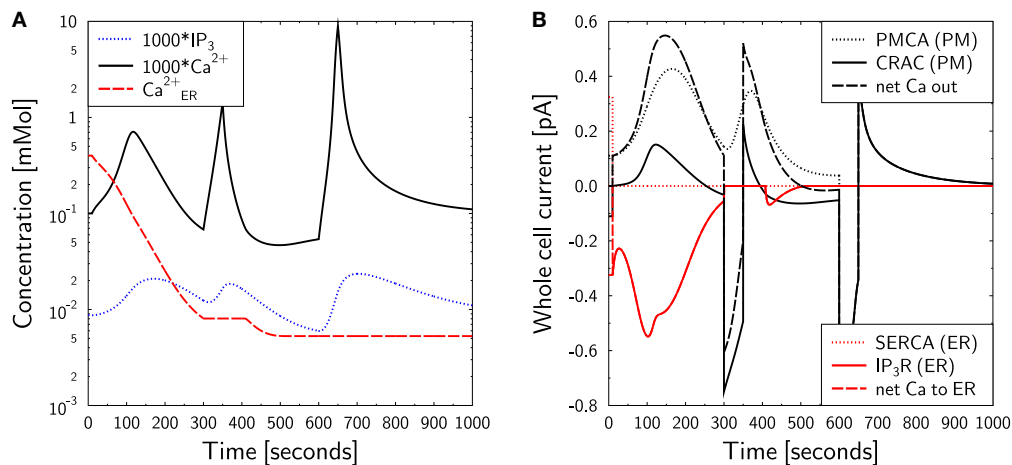 A
1000*IP3
1000*Ca2+
Ca2+ER
Concentration [mMol]
10
5
2
1
5
2
10-1
5
2
10-2
5
2
10-3
0 100 200 300 400 500 600 700 800 900 1000
Time [seconds]
B
PMCA (PM)
CRAC (PM)
net Ca out
SERCA (ER)
IP3R (ER)
net Ca to ER
Whole cell current [pA]
0.6
0.4
0.2
0.0
-0.2
-0.4
-0.6
-0.8
0 100 200 300 400 500 600 700 800 900 1000
Time [seconds]